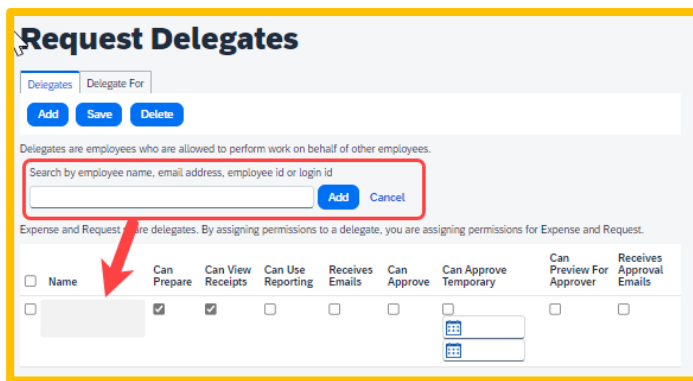 Request Delegates
Delegates Delegate For
Add Save Delete
Delegates are employees who are allowed to perform work on behalf of other employees.
Search by employee name, email address, employee id or login id
Add Cancel
Expense and Request are delegates. By assigning permissions to a delegate, you are assigning permissions for Expense and Request.
Name
Can Prepare
Can View Receipts
Can Use Reporting
Receives Emails
Can Approve
Can Approve Temporary
Can Preview For Approver
Receives Approval Emails